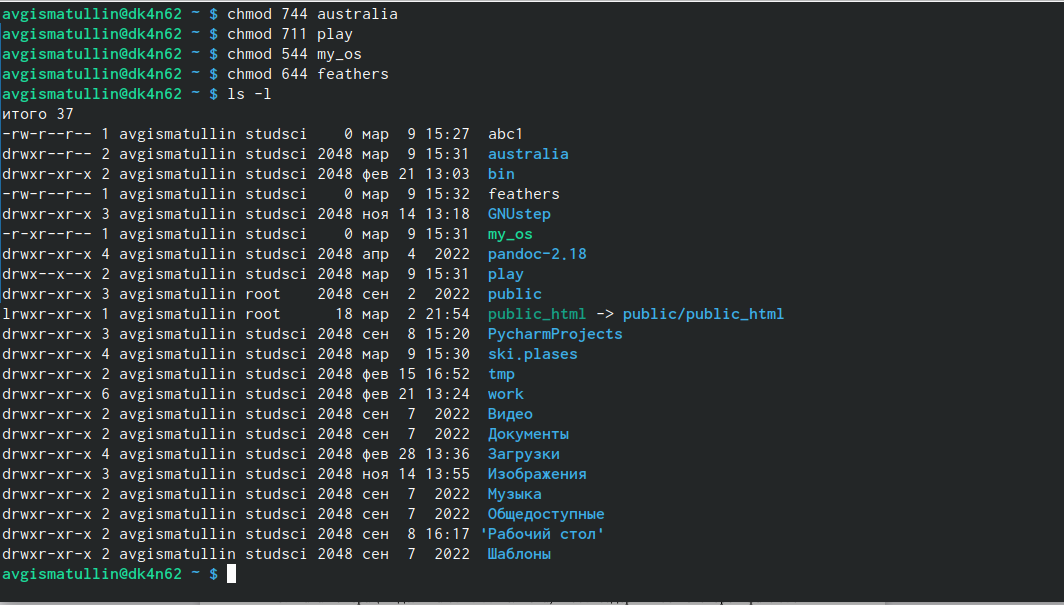 avgismatullin@dk4n62 ~ $ chmod 744 australia
avgismatullin@dk4n62 ~ $ chmod 711 play
avgismatullin@dk4n62 ~ $ chmod 544 my_os
avgismatullin@dk4n62 ~ $ chmod 644 feathers
avgismatullin@dk4n62 ~ $ ls -l
итого 37
-rw-r--r-- 1 avgismatullin studsci    0 мар  9 15:27  abc1
drwxr--r-- 2 avgismatullin studsci 2048 мар  9 15:31  australia
drwxr-xr-x 2 avgismatullin studsci 2048 фев 21 13:03  bin
-rw-r--r-- 1 avgismatullin studsci    0 мар  9 15:32  feathers
drwxr-xr-x 3 avgismatullin studsci 2048 ноя 14 13:18  GNUstep
-r-xr--r-- 1 avgismatullin studsci    0 мар  9 15:31  my_os
drwxr-xr-x 4 avgismatullin studsci 2048 апр  4  2022  pandoc-2.18
drwx--x--x 2 avgismatullin studsci 2048 мар  9 15:31  play
drwxr-xr-x 3 avgismatullin root    2048 сен  2  2022  public
lrwxr-xr-x 1 avgismatullin root      18 мар  2 21:54  public_html -> public/public_html
drwxr-xr-x 3 avgismatullin studsci 2048 сен  8 15:20  PycharmProjects
drwxr-xr-x 4 avgismatullin studsci 2048 мар  9 15:30  ski.plases
drwxr-xr-x 2 avgismatullin studsci 2048 фев 15 16:52  tmp
drwxr-xr-x 6 avgismatullin studsci 2048 фев 21 13:24  work
drwxr-xr-x 2 avgismatullin studsci 2048 сен  7  2022  Видео
drwxr-xr-x 2 avgismatullin studsci 2048 сен  7  2022  Документы
drwxr-xr-x 4 avgismatullin studsci 2048 фев 28 13:36  Загрузки
drwxr-xr-x 3 avgismatullin studsci 2048 ноя 14 13:55  Изображения
drwxr-xr-x 2 avgismatullin studsci 2048 сен  7  2022  Музыка
drwxr-xr-x 2 avgismatullin studsci 2048 сен  7  2022  Общедоступные
drwxr-xr-x 2 avgismatullin studsci 2048 сен  8 16:17 'Рабочий стол'
drwxr-xr-x 2 avgismatullin studsci 2048 сен  7  2022  Шаблоны
avgismatullin@dk4n62 ~ $